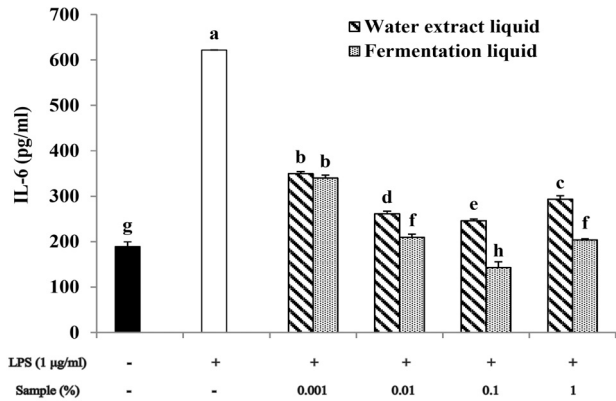 700
600
500
400
300
200
100
0
IL-6 (pg/ml)
Water extract liquid
Fermentation liquid
g
a
b
b
d
f
e
h
c
f
LPS (1 µg/ml) - + + + + +
Sample (%) - - 0.001 0.01 0.1 1